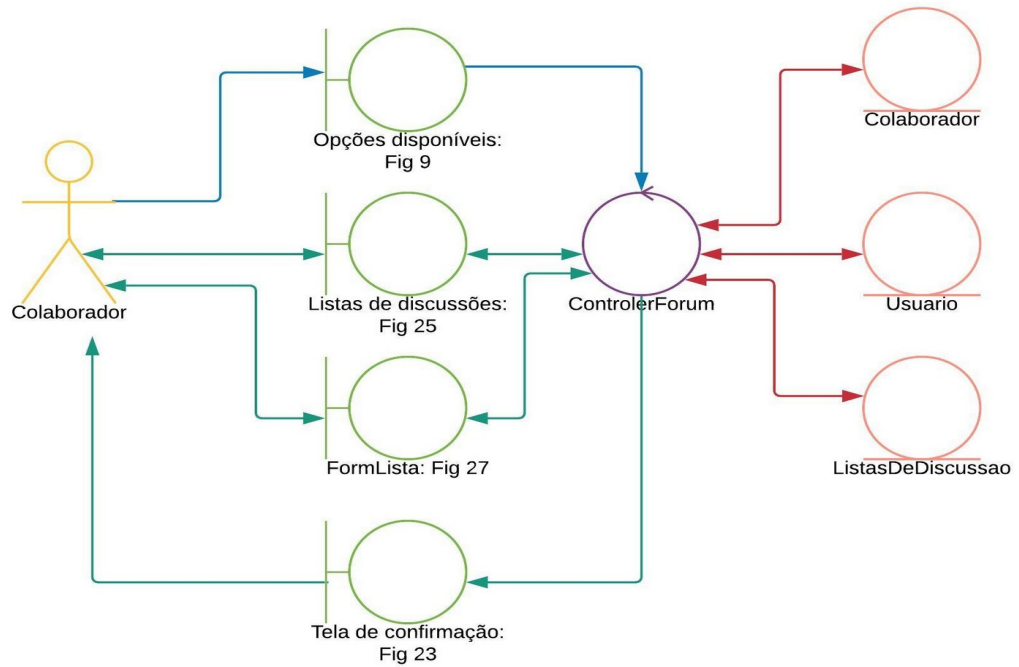 Colaborador
Opções disponíveis:
Fig 9
Listas de discussões:
Fig 25
FormLista: Fig 27
Tela de confirmação:
Fig 23
ControlerForum
Colaborador
Usuario
ListasDeDiscussao